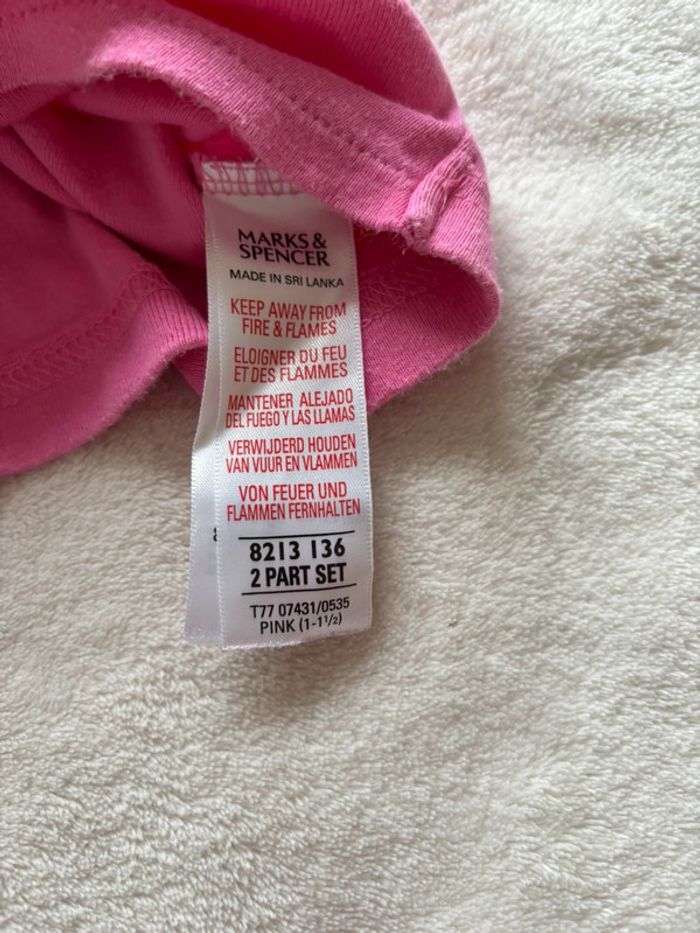 MARKS &
SPENCER
MADE IN SRI LANKA
KEEP AWAY FROM
FIRE & FLAMES
ELOIGNER DU FEU
ET DES FLAMMES
MANTENER ALEJADO
DEL FUEGO Y LAS LLAMAS
VERWIJDERD HOUDEN
VAN VUUR EN VLAMMEN
VON FEUER UND
FLAMMEN FERNHALTEN
8213 136
2 PART SET
T77 07431/0535
PINK (1-1½)